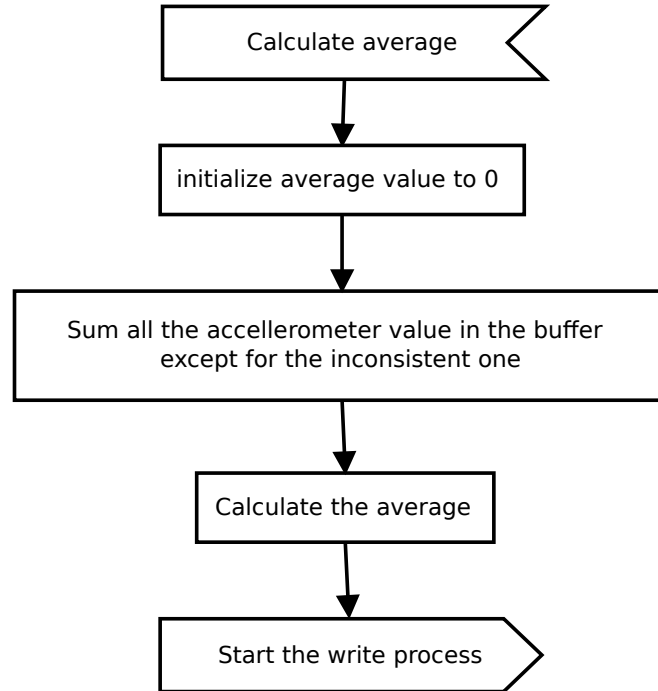 Calculate average
initialize average value to 0
Sum all the accellerometer value in the buffer
except for the inconsistent one
Calculate the average
Start the write process